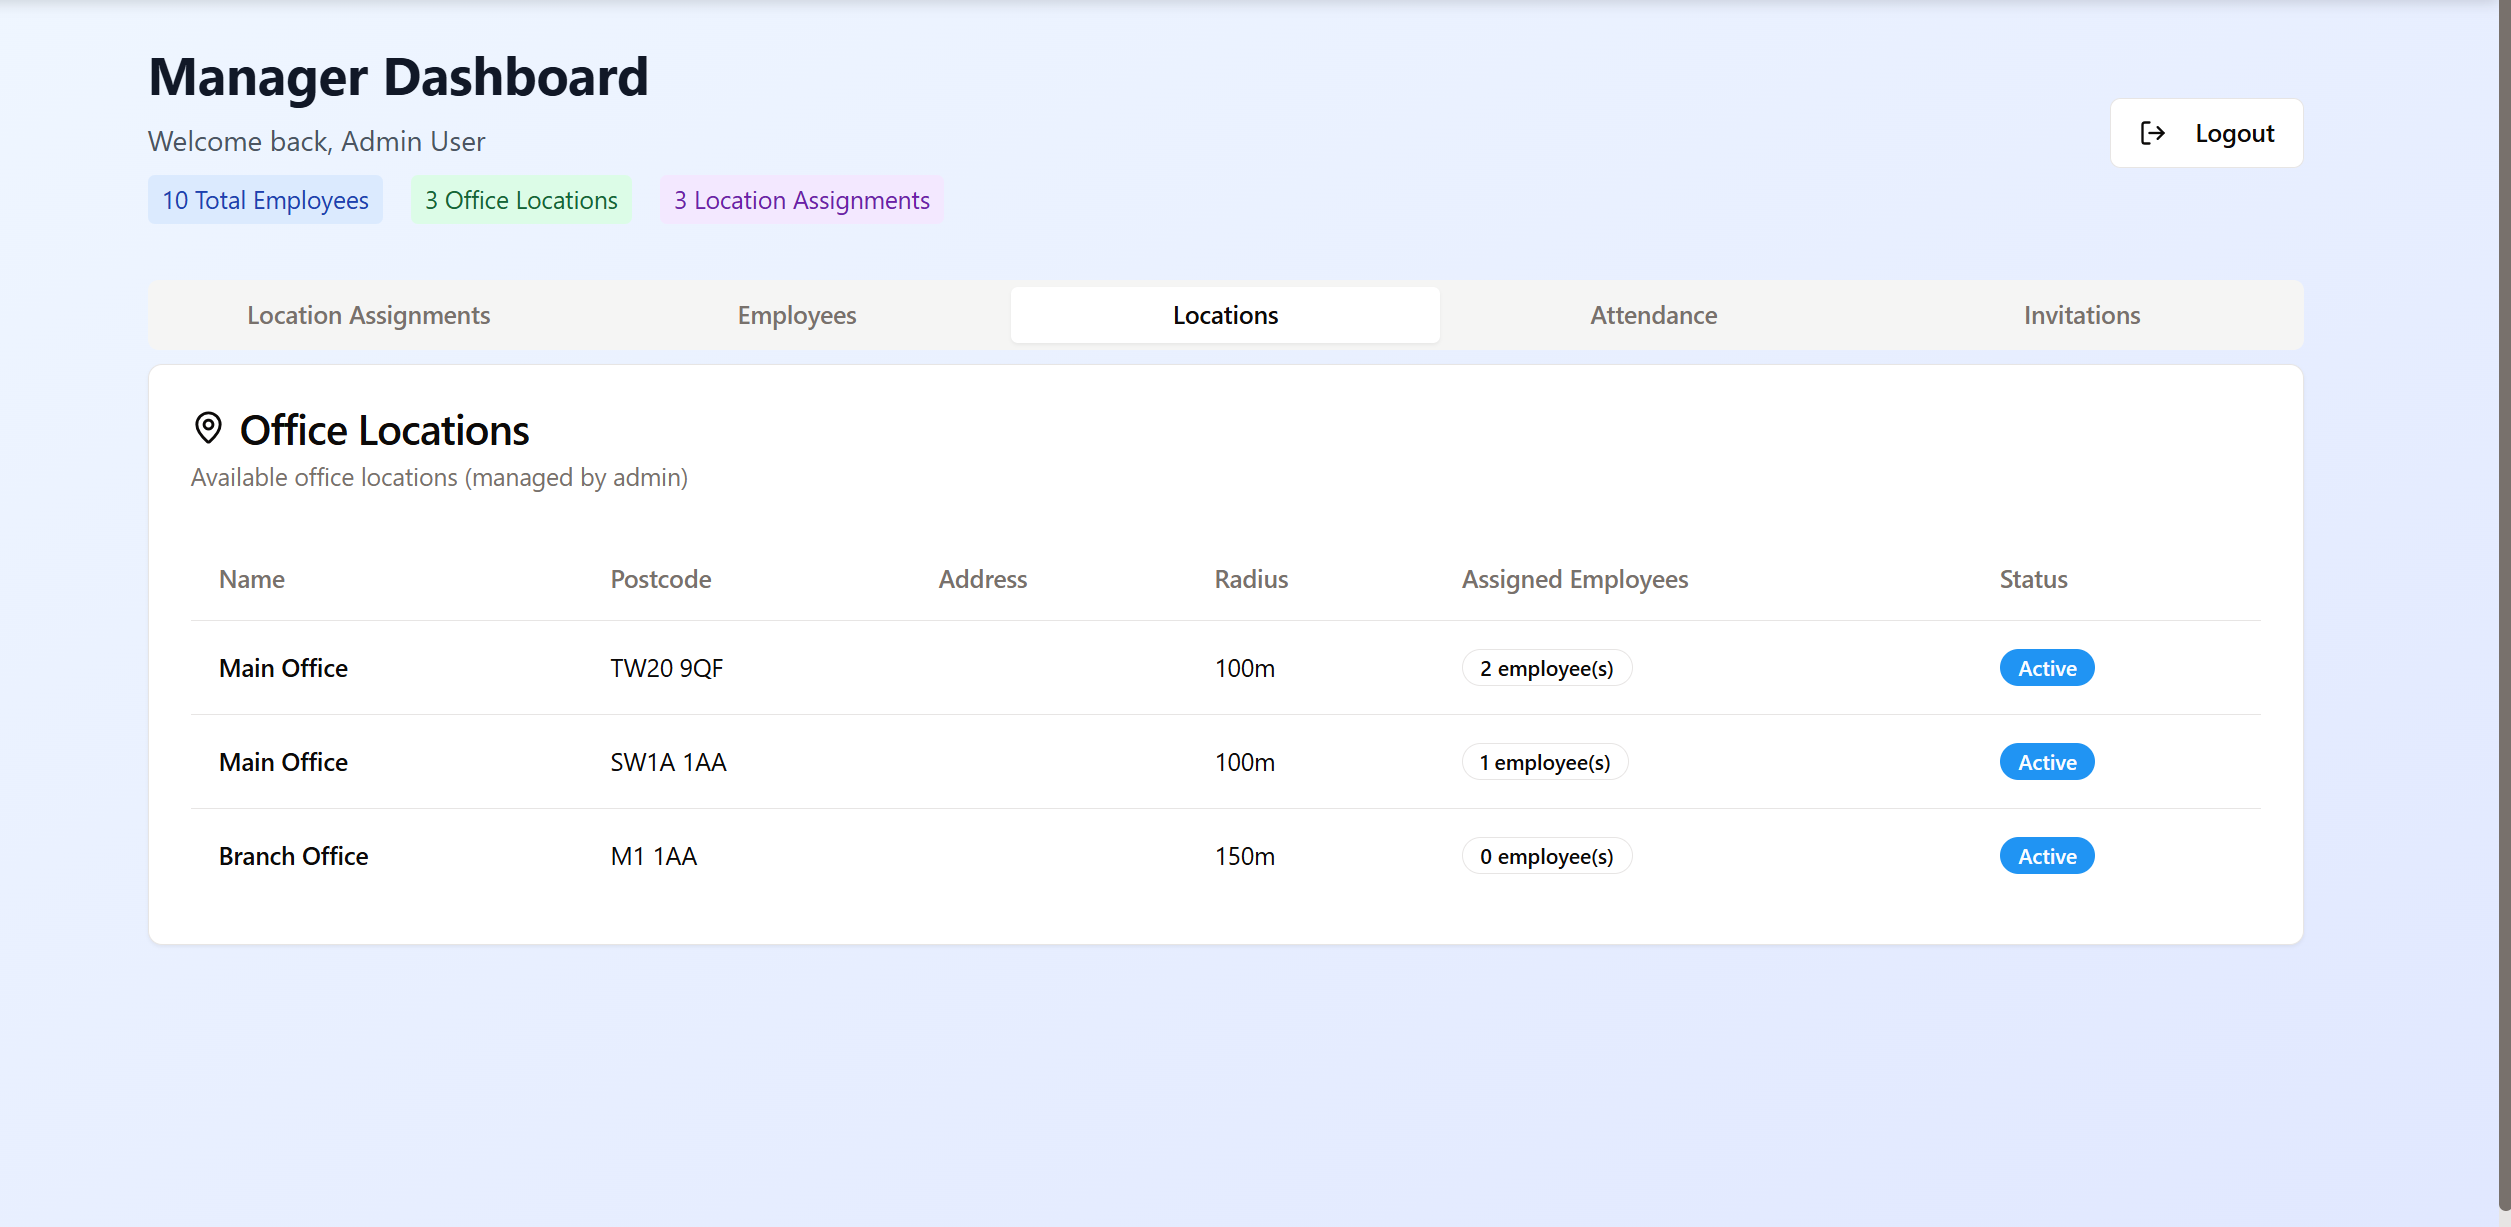 Manager Dashboard
Welcome back, Admin User
Logout
10 Total Employees 3 Office Locations 3 Location Assignments
Location Assignments Employees Locations Attendance Invitations
Office Locations
Available office locations (managed by admin)
Name Postcode Address Radius Assigned Employees Status
Main Office TW20 9QF 100m 2 employee(s) Active
Main Office SW1A 1AA 100m 1 employee(s) Active
Branch Office M1 1AA 150m 0 employee(s) Active